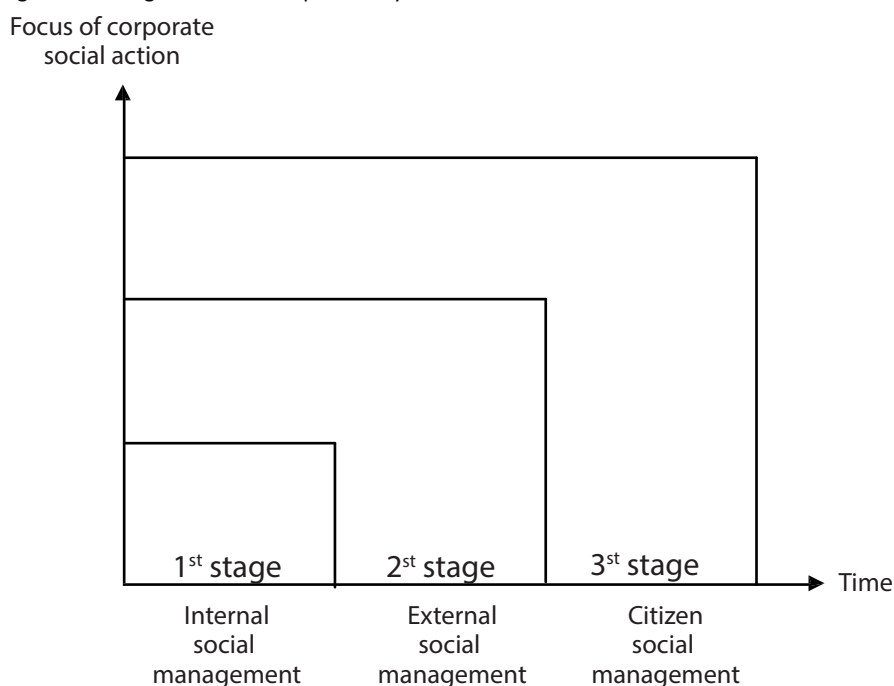 Focus of corporate
social action
1st stage
2st stage
3st stage
Time
Internal
social
management
External
social
management
Citizen
social
management